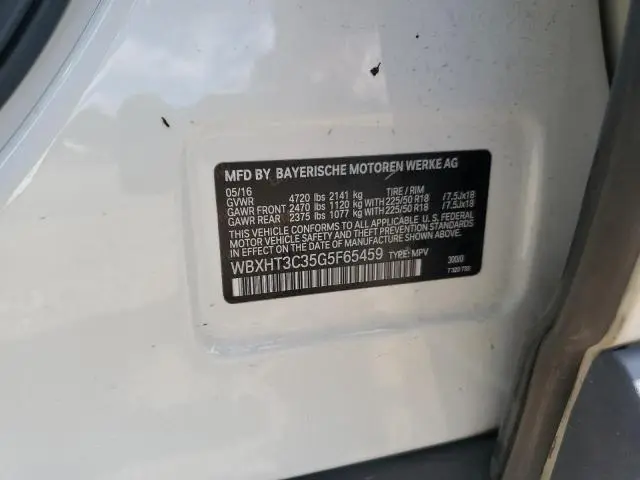 MFD BY BAYERISCHE MOTOREN WERKE AG
05/16 TIRE / RIM
GVWR 4720 lbs 2141 kg
GAWR FRONT 2470 lbs 1120 kg WITH 225/50 R18 / 7.5Jx18
GAWR REAR 2375 lbs 1077 kg WITH 225/50 R18 / 7.5Jx18
THIS VEHICLE CONFORMS TO ALL APPLICABLE U. S. FEDERAL
MOTOR VEHICLE SAFETY, BUMPER, AND THEFT PREVENTION
STANDARDS IN EFFECT ON THE DATE OF MANUFACTURE
SHOWN ABOVE.
WBXHT3C35G5F65459 TYPE: MPV
300/0